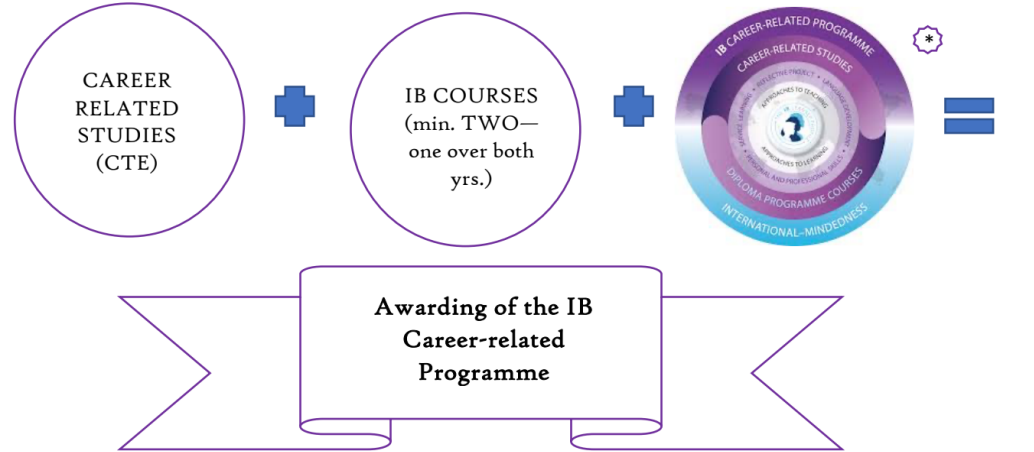 CAREER
RELATED
STUDIES
(CTE)
IB COURSES
(min. TWO—
one over both
yrs.)
IB CAREER-RELATED PROGRAMME
CAREER-RELATED STUDIES
SERVICE LEARNING • REFLECTIVE PROJECT • LANGUAGE DEVELOPMENT
APPROACHES TO TEACHING
APPROACHES TO LEARNING
• PERSONAL AND PROFESSIONAL SKILLS •
DIPLOMA PROGRAMME COURSES
INTERNATIONAL–MINDEDNESS
*
Awarding of the IB
Career-related
Programme